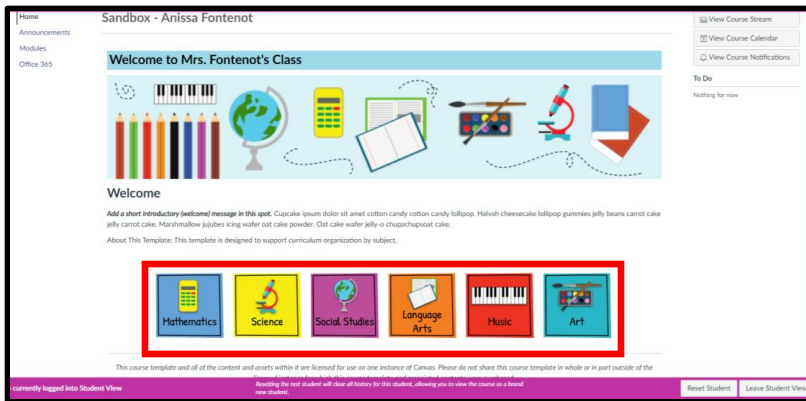 Home
Announcements
Modules
Office 365
Sandbox - Anissa Fontenot
Welcome to Mrs. Fontenot's Class
Welcome
Add a short introductory (welcome) message in this spot. Cupcake ipsum dolor sit amet cotton candy cotton candy lollipop. Halvah cheesecake lollipop gummies jelly beans carrot cake
jelly carrot cake. Marshmallow jujubes icing wafer oat cake powder. Oat cake wafer jelly-o chupachupsoat cake.
About This Template: This template is designed to support curriculum organization by subject.
Mathematics
Science
Social Studies
Language
Arts
Music
Art
This course template and all of the content and assets within it are licensed for use on one instance of Canvas. Please do not share this course template in whole or in part outside of the
View Course Stream
View Course Calendar
View Course Notifications
To Do
Nothing for now
currently logged into Student View
Resetting the test student will clear all history for this student, allowing you to view the course as a brand
new student.
Reset Student
Leave Student View